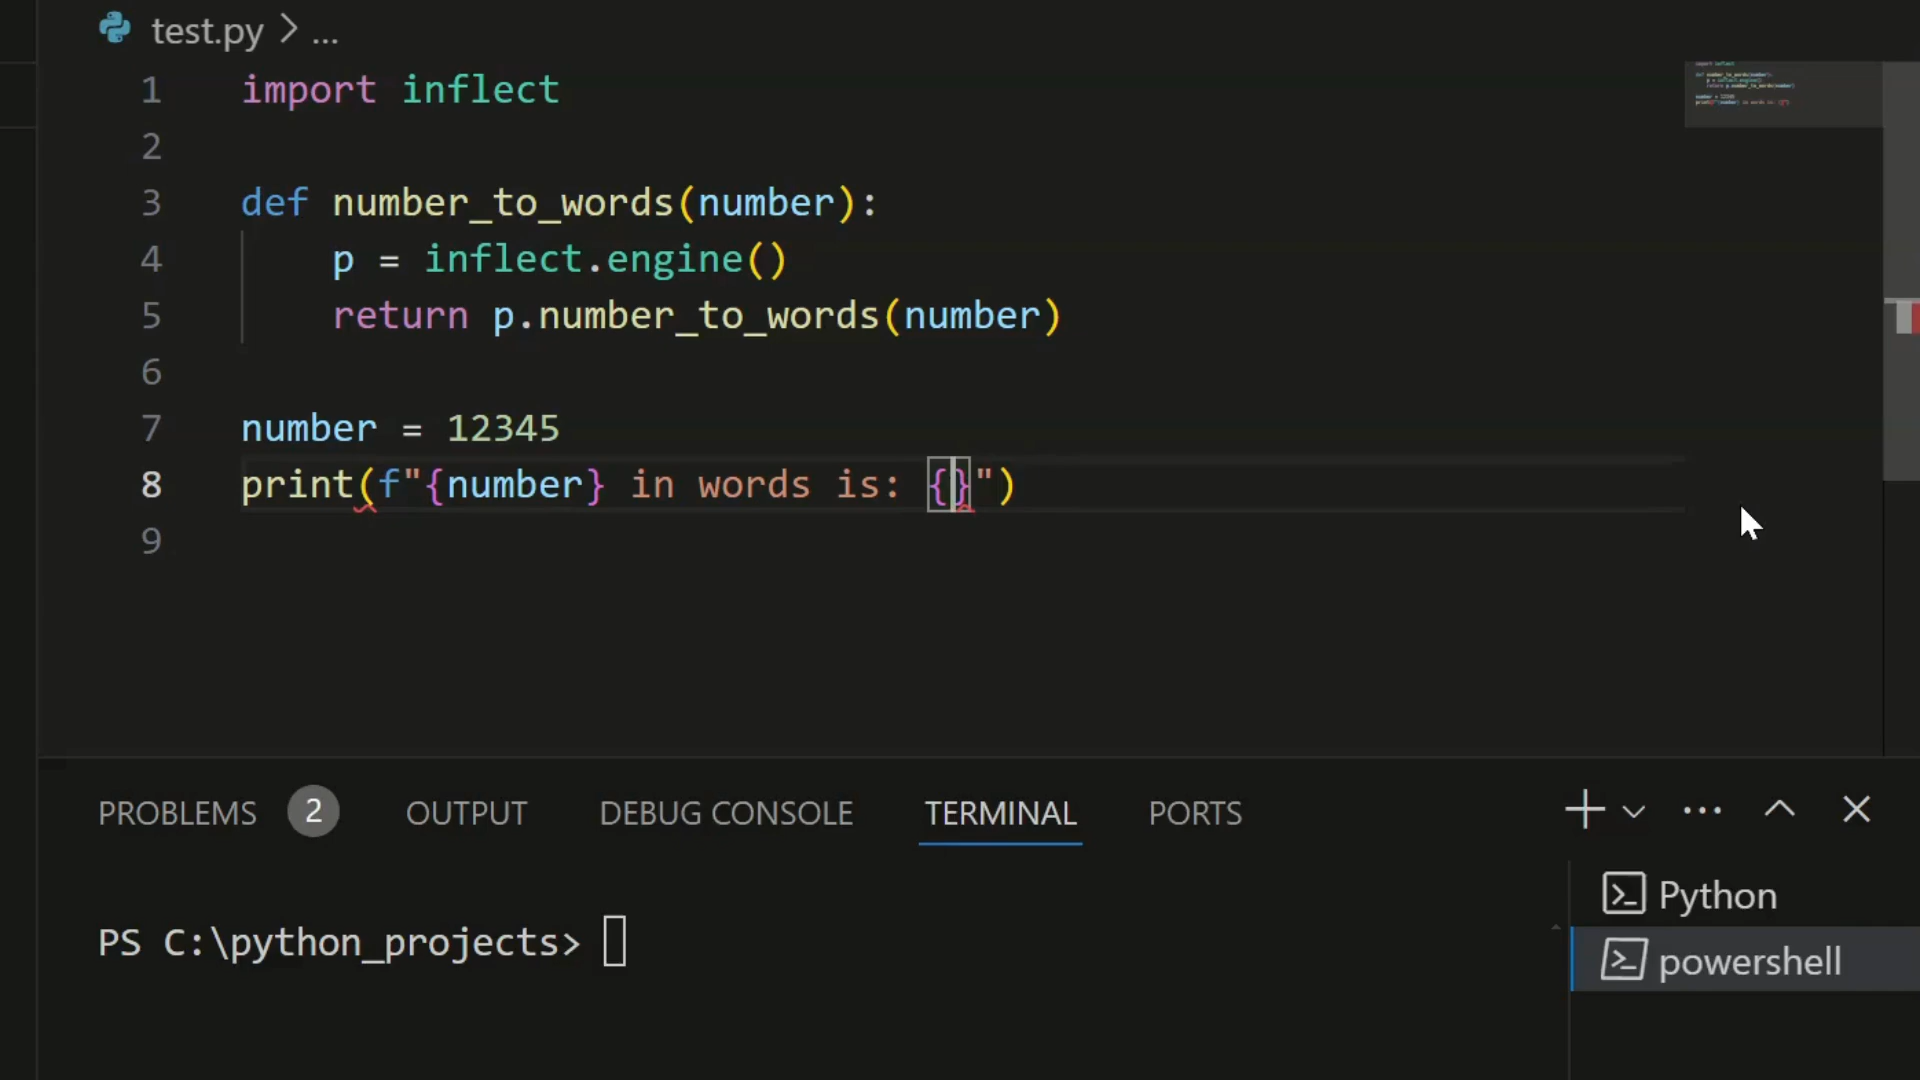 test.py > ...
1 import inflect
2
3 def number_to_words(number):
4     p = inflect.engine()
5     return p.number_to_words(number)
6
7 number = 12345
8 print(f"{number} in words is: {}")
9
PROBLEMS 2 OUTPUT DEBUG CONSOLE TERMINAL PORTS
Python
PS C:\python_projects>
powershell